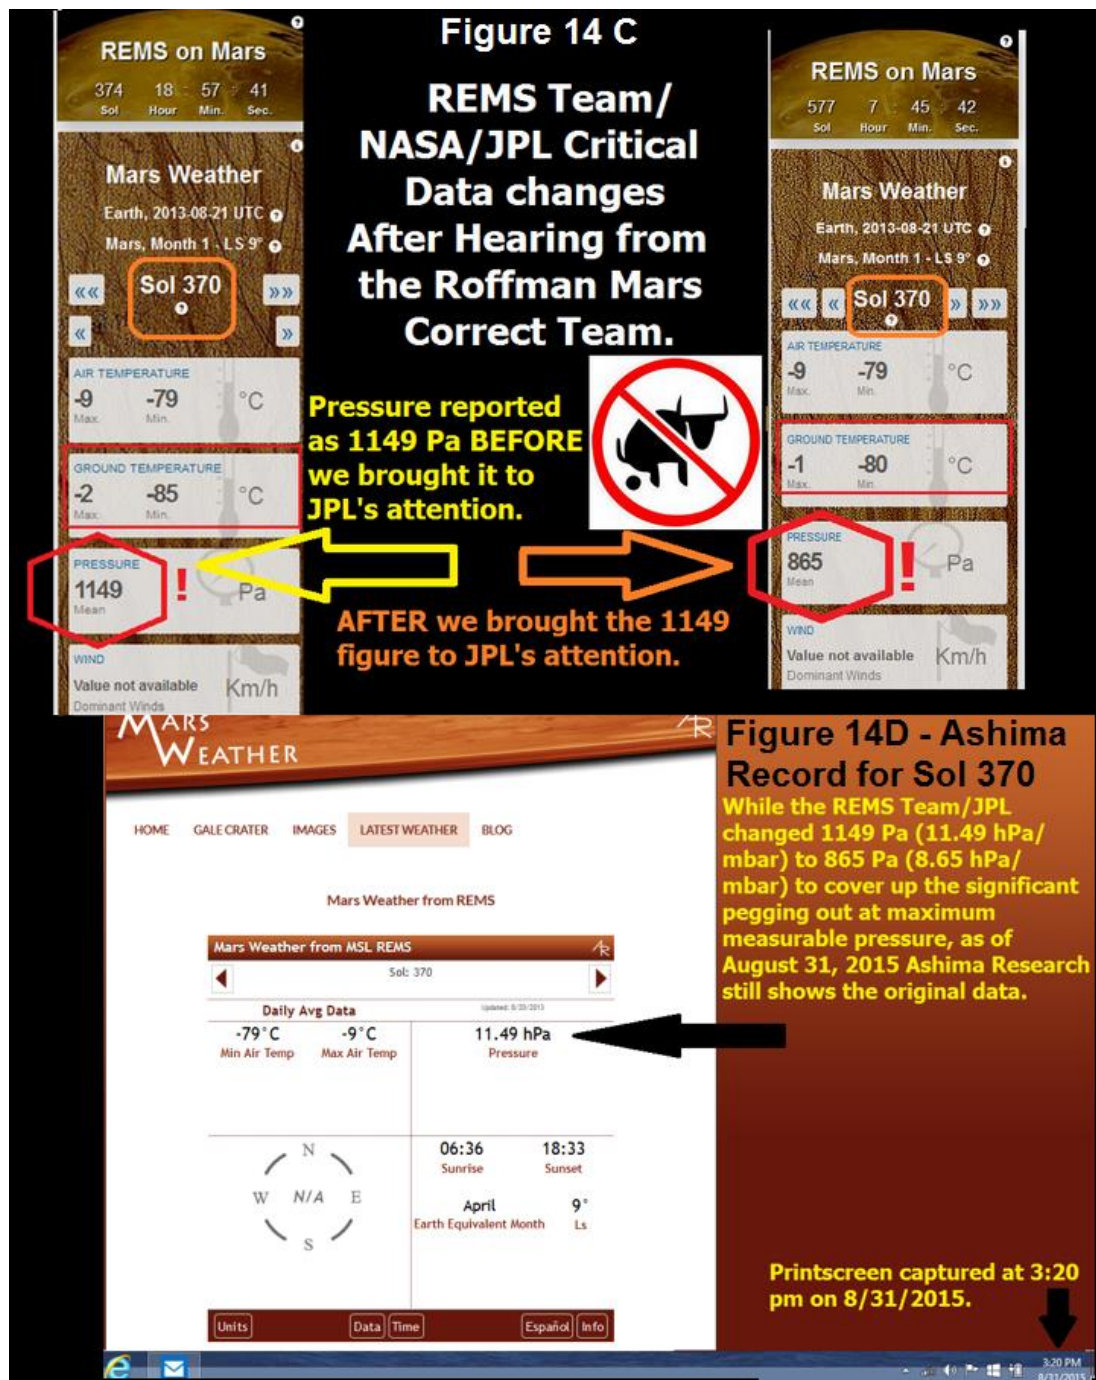 REMS on Mars
374 18 : 57 : 41
Sol Hour Min. Sec.
Mars Weather
Earth, 2013-08-21 UTC
Mars, Month 1 - LS 9°
«« Sol 370 »»
« »
AIR TEMPERATURE
-9 -79 °C
Max. Min.
GROUND TEMPERATURE
-2 -85 °C
Max. Min.
PRESSURE
1149 ! Pa
Mean
WIND
Value not available Km/h
Dominant Winds
Figure 14 C
REMS Team/
NASA/JPL Critical
Data changes
After Hearing from
the Roffman Mars
Correct Team.
Pressure reported
as 1149 Pa BEFORE
we brought it to
JPL's attention.
AFTER we brought the 1149
figure to JPL's attention.
REMS on Mars
577 7 : 45 : 42
Sol Hour Min. Sec.
Mars Weather
Earth, 2013-08-21 UTC
Mars, Month 1 - LS 9°
«« « Sol 370 » »»
AIR TEMPERATURE
-9 -79 °C
Max. Min.
GROUND TEMPERATURE
-1 -80 °C
Max. Min.
PRESSURE
865 ! Pa
Mean
WIND
Value not available Km/h
Dominant Winds
MARS
WEATHER
AR
HOME GALE CRATER IMAGES LATEST WEATHER BLOG
Mars Weather from REMS
Mars Weather from MSL REMS AR
Sol: 370
Daily Avg Data
-79°C -9°C 11.49 hPa
Min Air Temp Max Air Temp Pressure
N
W N/A E
S
06:36 18:33
Sunrise Sunset
April 9°
Earth Equivalent Month Ls
Units Data Time Español Info
Figure 14D - Ashima
Record for Sol 370
While the REMS Team/JPL
changed 1149 Pa (11.49 hPa/
mbar) to 865 Pa (8.65 hPa/
mbar) to cover up the significant
pegging out at maximum
measurable pressure, as of
August 31, 2015 Ashima Research
still shows the original data.
Printscreen captured at 3:20
pm on 8/31/2015.
3:20 PM
8/31/2015